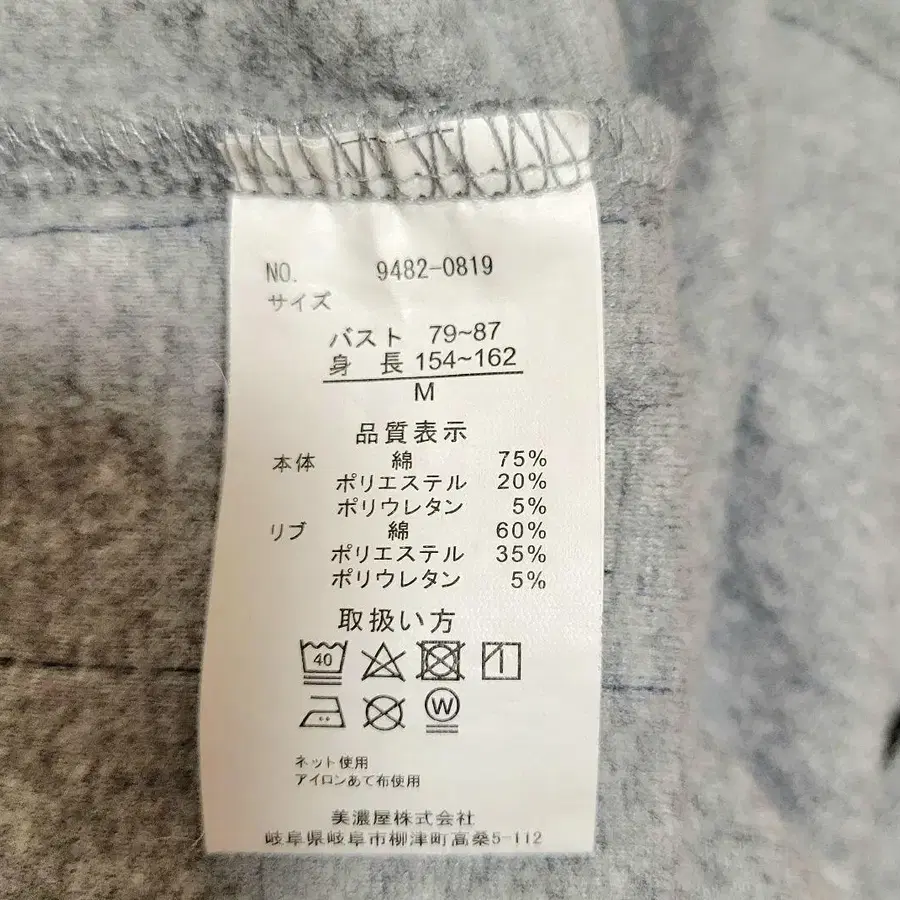 NO. 9482-0819
サイズ
バスト 79~87
身 長 154~162
M
品質表示
本体 綿 75%
ポリエステル 20%
ポリウレタン 5%
リブ 綿 60%
ポリエステル 35%
ポリウレタン 5%
取扱い方
40
W
ネット使用
アイロンあて布使用
美濃屋株式会社
岐阜県岐阜市柳津町高桑5-112